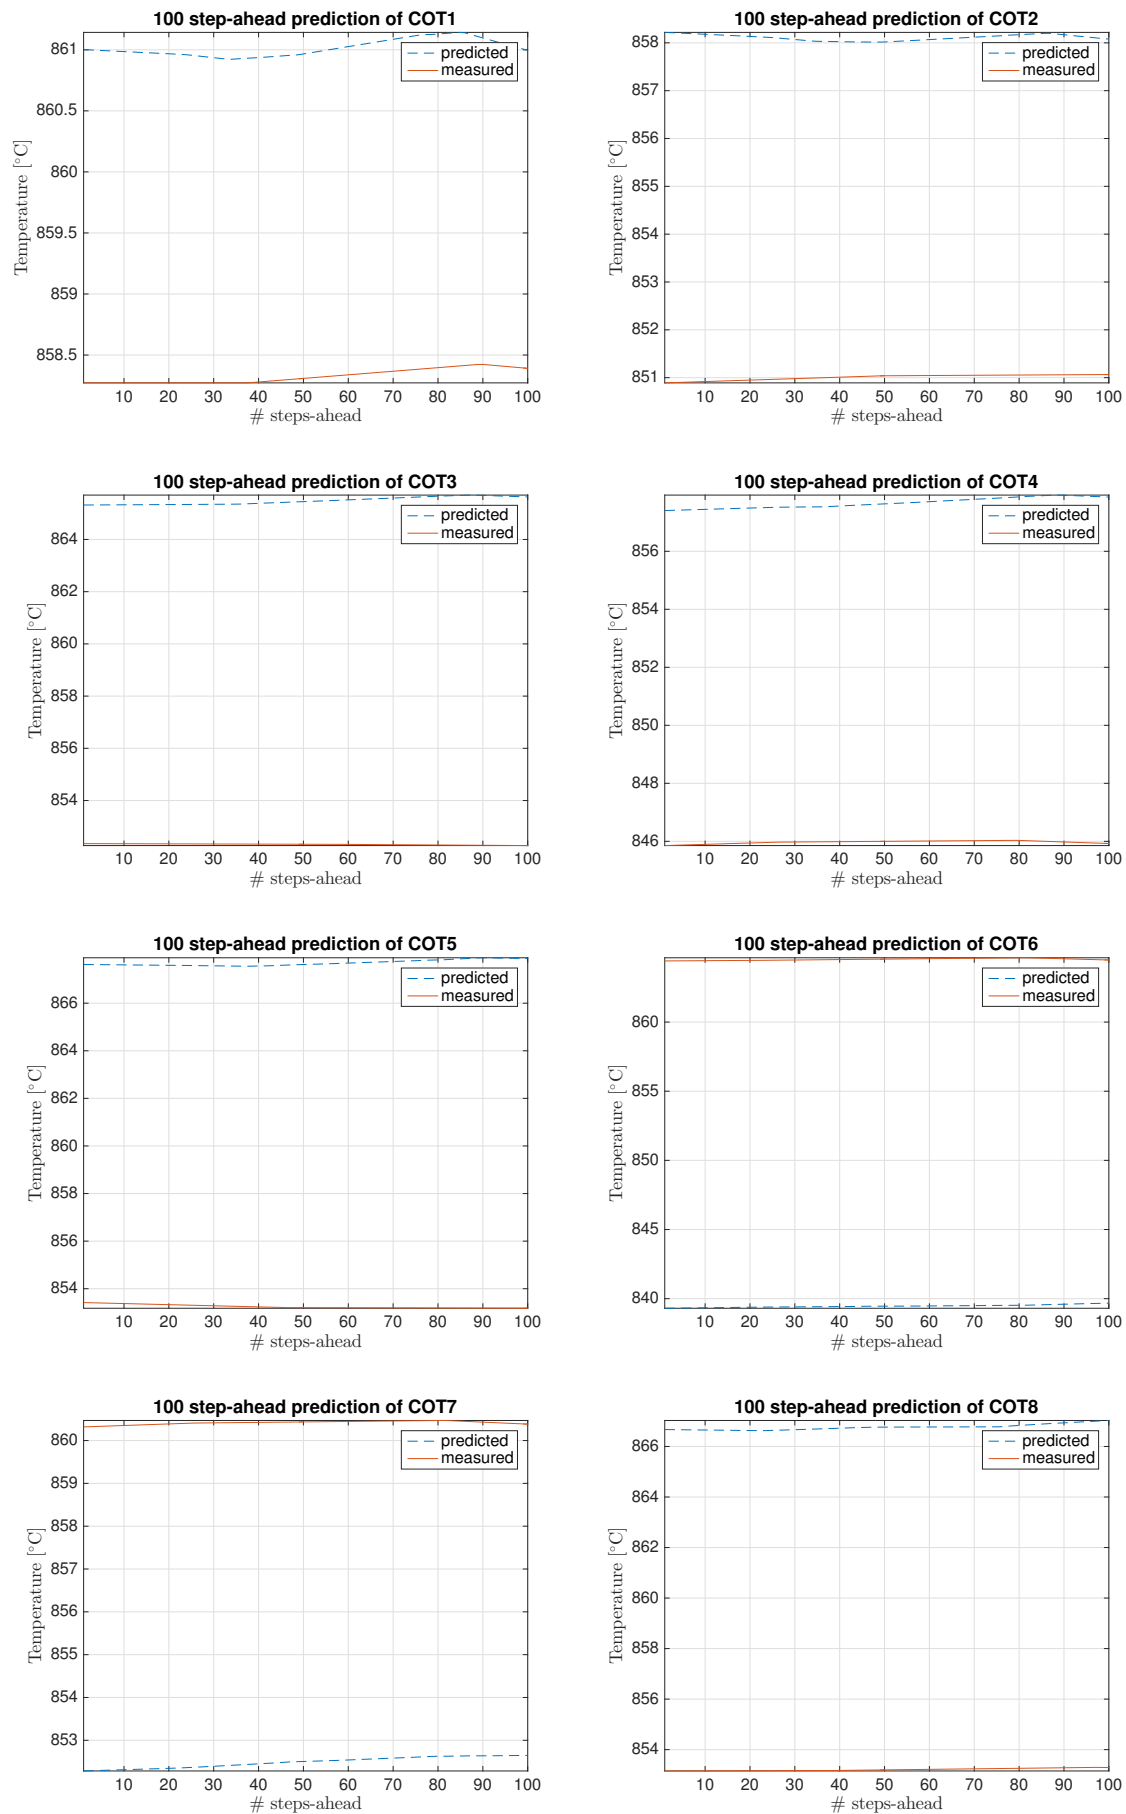 100 step-ahead prediction of COT1
861
860.5
860
859.5
859
858.5
Temperature [°C]
predicted
measured
10 20 30 40 50 60 70 80 90 100
# steps-ahead
100 step-ahead prediction of COT2
858
857
856
855
854
853
852
851
Temperature [°C]
predicted
measured
10 20 30 40 50 60 70 80 90 100
# steps-ahead
100 step-ahead prediction of COT3
864
862
860
858
856
854
Temperature [°C]
predicted
measured
10 20 30 40 50 60 70 80 90 100
# steps-ahead
100 step-ahead prediction of COT4
856
854
852
850
848
846
Temperature [°C]
predicted
measured
10 20 30 40 50 60 70 80 90 100
# steps-ahead
100 step-ahead prediction of COT5
866
864
862
860
858
856
854
Temperature [°C]
predicted
measured
10 20 30 40 50 60 70 80 90 100
# steps-ahead
100 step-ahead prediction of COT6
860
855
850
845
840
Temperature [°C]
predicted
measured
10 20 30 40 50 60 70 80 90 100
# steps-ahead
100 step-ahead prediction of COT7
860
859
858
857
856
855
854
853
Temperature [°C]
predicted
measured
10 20 30 40 50 60 70 80 90 100
# steps-ahead
100 step-ahead prediction of COT8
866
864
862
860
858
856
854
Temperature [°C]
predicted
measured
10 20 30 40 50 60 70 80 90 100
# steps-ahead